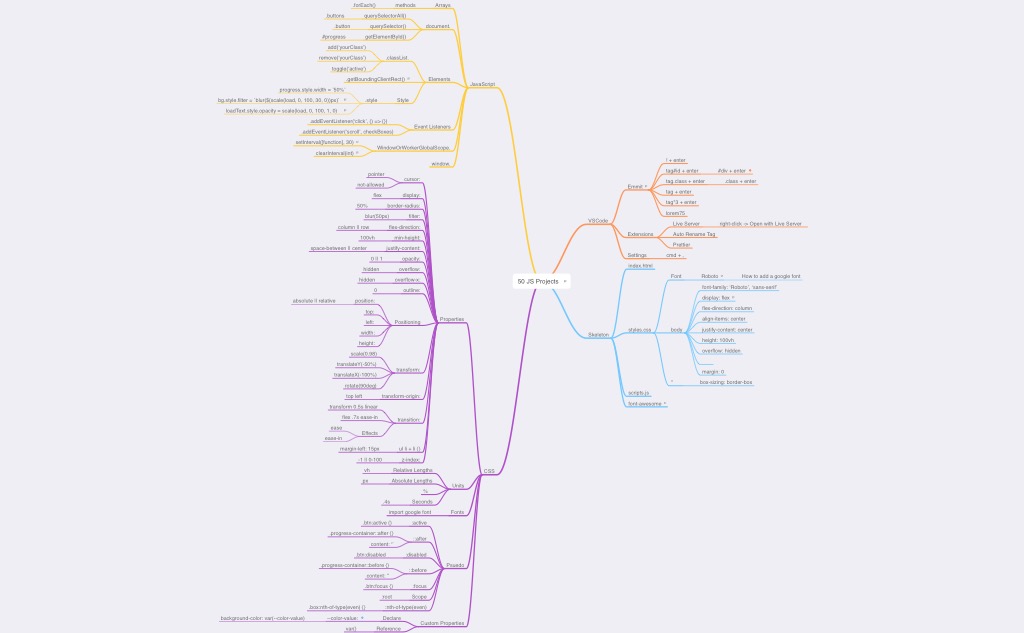 50 JS Projects
JavaScript
Arrays
methods
.forEach()
document.
querySelectorAll()
.buttons
querySelector()
.button
getElementById()
#progress
Elements
.classList.
add('yourClass')
remove('yourClass')
toggle('active')
.getBoundingClientRect()
Style
.style
progress.style.width = '50%'
bg.style.filter = `blur(${scale(load, 0, 100, 30, 0)}px)`
loadText.style.opacity = scale(load, 0, 100, 1, 0)
Event Listeners
.addEventListener('click', () => {})
.addEventListener('scroll', checkBoxes)
WindowOrWorkerGlobalScope.
setInterval([function], 30)
clearInterval(int)
window.
CSS
Properties
cursor:
pointer
not-allowed
display:
flex
border-radius:
50%
filter:
blur(50px)
flex-direction:
column || row
min-height:
100vh
justify-content:
space-between || center
opacity:
0 || 1
overflow:
hidden
overflow-x:
hidden
outline:
0
Positioning
position:
absolute || relative
top:
left:
width:
height:
transform:
scale(0.98)
translateY(-50%)
translateX(-100%)
rotate(90deg)
transform-origin:
top left
transition:
transform 0.5s linear
flex .7s ease-in
Effects
ease
ease-in
ul li + li {}
margin-left: 15px
z-index:
-1 || 0-100
Units
Relative Lengths
vh
Absolute Lengths
px
%
Seconds
.4s
Fonts
import google font
Psuedo
:active
.btn:active {}
::after
.progress-container::after {}
content: ''
:disabled
.btn:disabled
::before
.progress-container::before {}
content: ''
:focus
.btn:focus {}
Scope
:root
:nth-of-type(even)
.box:nth-of-type(even) {}
Custom Properties
Declare
--color-value:
background-color: var(--color-value)
Reference
var()
VSCode
Emmit
! + enter
tag#id + enter
#div + enter
tag.class + enter
.class + enter
tag + enter
tag*3 + enter
lorem75
Extensions
Live Server
right-click -> Open with Live Server
Auto Rename Tag
Prettier
Settings
cmd + ,
Skeleton
index.html
styles.css
Font
Roboto
How to add a google font
body
font-family: 'Roboto', 'sans-serif'
display: flex
flex-direction: column
align-items: center
justify-content: center
height: 100vh
overflow: hidden
margin: 0
*
box-sizing: border-box
scripts.js
font-awesome